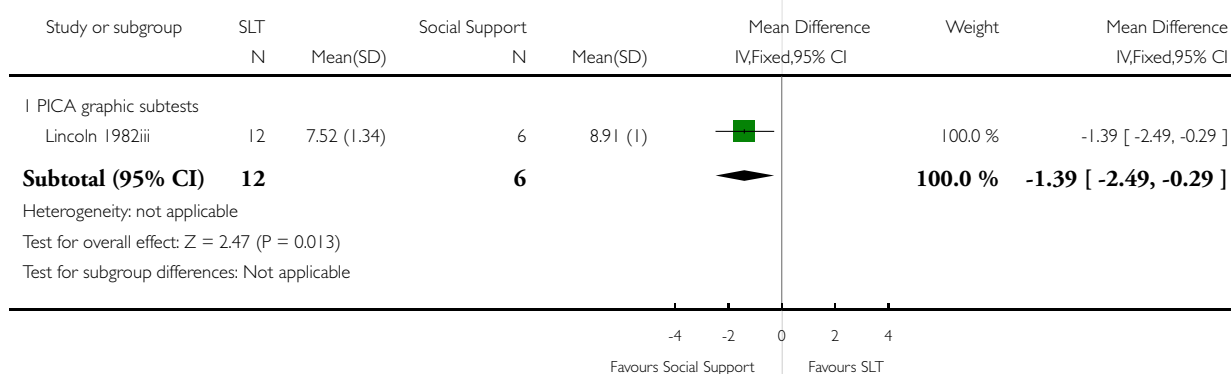 Study or subgroup SLT Social Support Mean Difference Weight Mean Difference
N Mean(SD) N Mean(SD) IV,Fixed,95% CI IV,Fixed,95% CI
1 PICA graphic subtests
Lincoln 1982iii 12 7.52 (1.34) 6 8.91 (1) 100.0 % -1.39 [ -2.49, -0.29 ]
Subtotal (95% CI) 12 6 100.0 % -1.39 [ -2.49, -0.29 ]
Heterogeneity: not applicable
Test for overall effect: Z = 2.47 (P = 0.013)
Test for subgroup differences: Not applicable
-4 -2 0 2 4
Favours Social Support Favours SLT